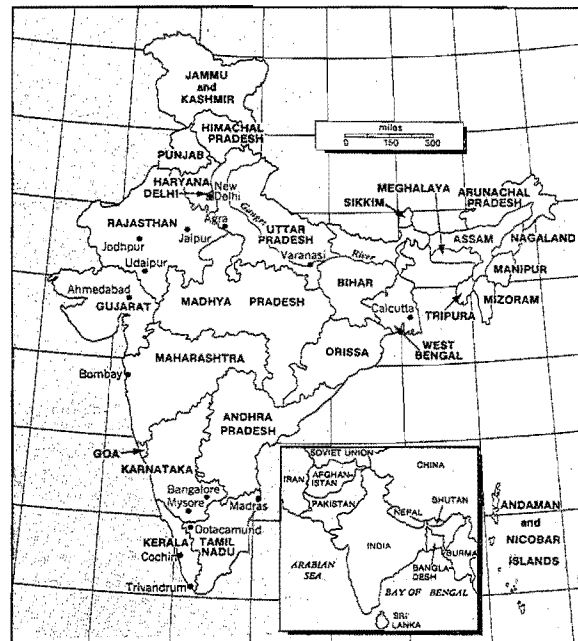 JAMMU
and
KASHMIR
HIMACHAL
PRADESH
PUNJAB
miles
0 150 300
HARYANA
DELHI
New
Delhi
MEGHALAYA
ARUNACHAL
PRADESH
SIKKIM
RAJASTHAN
Agra
Ganges
UTTAR
PRADESH
River
ASSAM
NAGALAND
Jodhpur
Jaipur
Varanasi
MANIPUR
Udaipur
BIHAR
Ahmedabad
GUJARAT
MADHYA PRADESH
Calcutta
TRIPURA
MIZORAM
WEST
BENGAL
MAHARASHTRA
ORISSA
Bombay
ANDHRA
PRADESH
GOA
KARNATAKA
Bangalore
Mysore
Madras
Ootacamund
KERALA
TAMIL
NADU
Cochin
Trivandrum
SOVIET UNION
CHINA
IRAN
AFGHAN-
ISTAN
PAKISTAN
NEPAL
BHUTAN
INDIA
BURMA
BANGLA-
DESH
ARABIAN
SEA
BAY OF BENGAL
SRI
LANKA
ANDAMAN
and
NICOBAR
ISLANDS